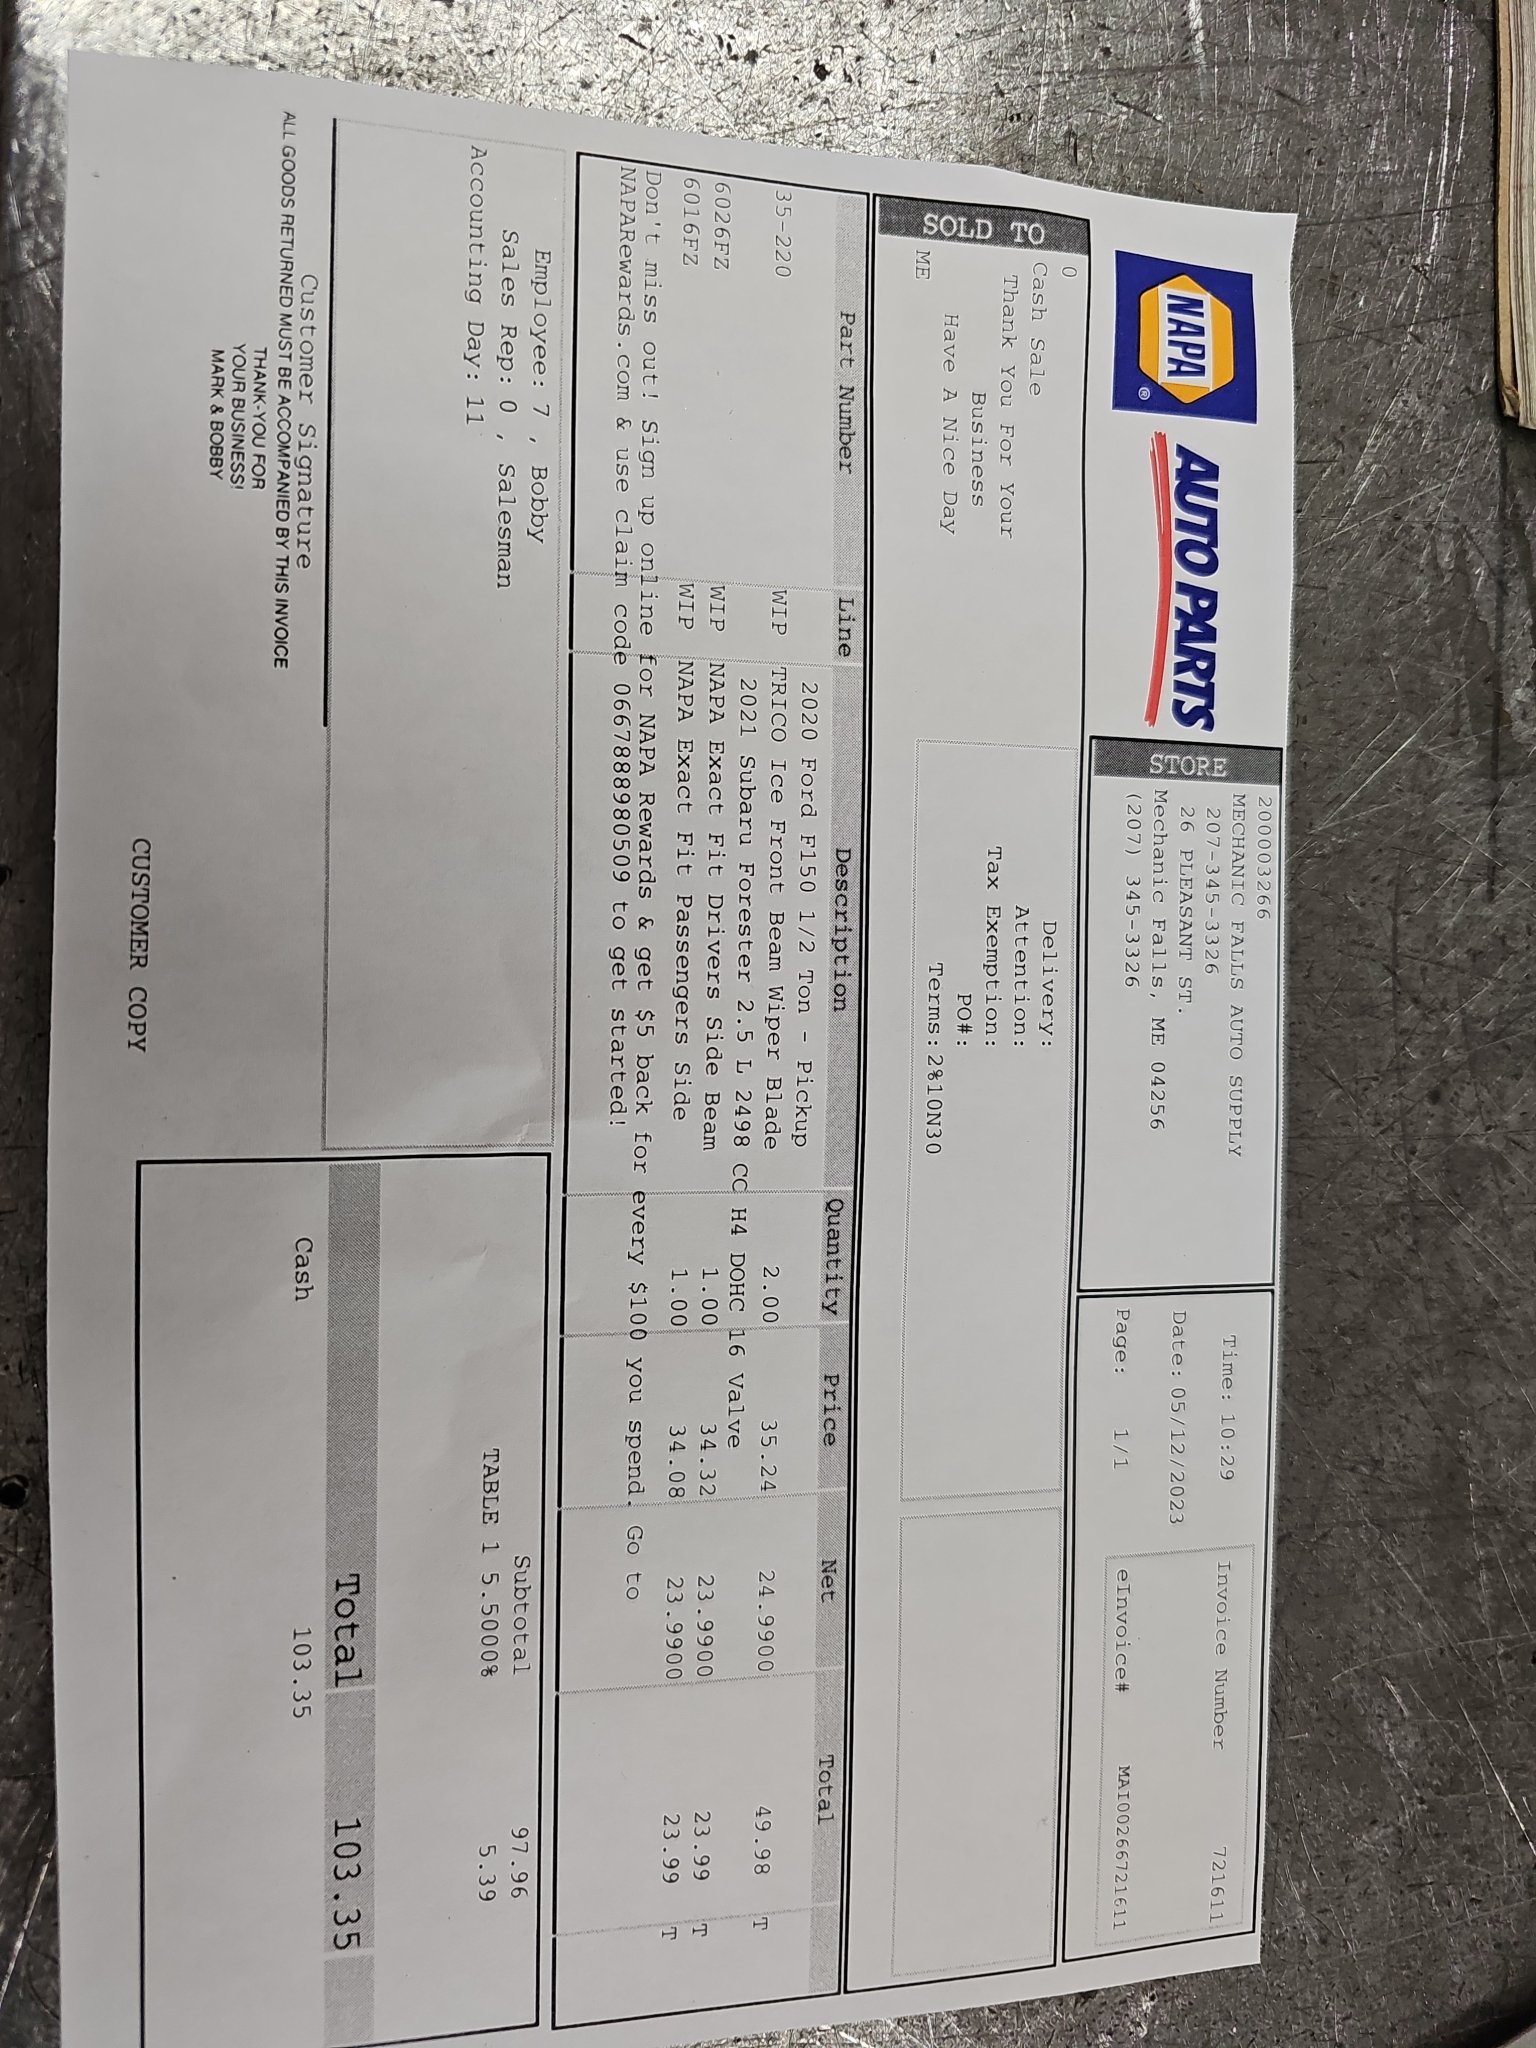 NAPA ®
AUTO PARTS
STORE
200003266
MECHANIC FALLS AUTO SUPPLY
207-345-3326
26 PLEASANT ST.
Mechanic Falls, ME 04256
(207) 345-3326
Time: 10:29
Date: 05/12/2023
Page: 1/1
Invoice Number 721611
eInvoice# MAI00266721611
SOLD TO
0
Cash Sale
Thank You For Your
Business
Have A Nice Day
ME
Delivery:
Attention:
Tax Exemption:
PO#:
Terms: 2%10N30
Part Number Line Description Quantity Price Net Total
2020 Ford F150 1/2 Ton - Pickup
35-220 WIP TRICO Ice Front Beam Wiper Blade 2.00 35.24 24.9900 49.98 T
2021 Subaru Forester 2.5 L 2498 CC H4 DOHC 16 Valve
6026FZ WIP NAPA Exact Fit Drivers Side Beam 1.00 34.32 23.9900 23.99 T
6016FZ WIP NAPA Exact Fit Passengers Side 1.00 34.08 23.9900 23.99 T
Don't miss out! Sign up online for NAPA Rewards & get $5 back for every $100 you spend. Go to
NAPARewards.com & use claim code 0667888980509 to get started!
Employee: 7 , Bobby
Sales Rep: 0 , Salesman
Accounting Day: 11
Subtotal 97.96
TABLE 1 5.5000% 5.39
Total 103.35
Cash 103.35
Customer Signature
ALL GOODS RETURNED MUST BE ACCOMPANIED BY THIS INVOICE
THANK-YOU FOR
YOUR BUSINESS!
MARK & BOBBY
CUSTOMER COPY